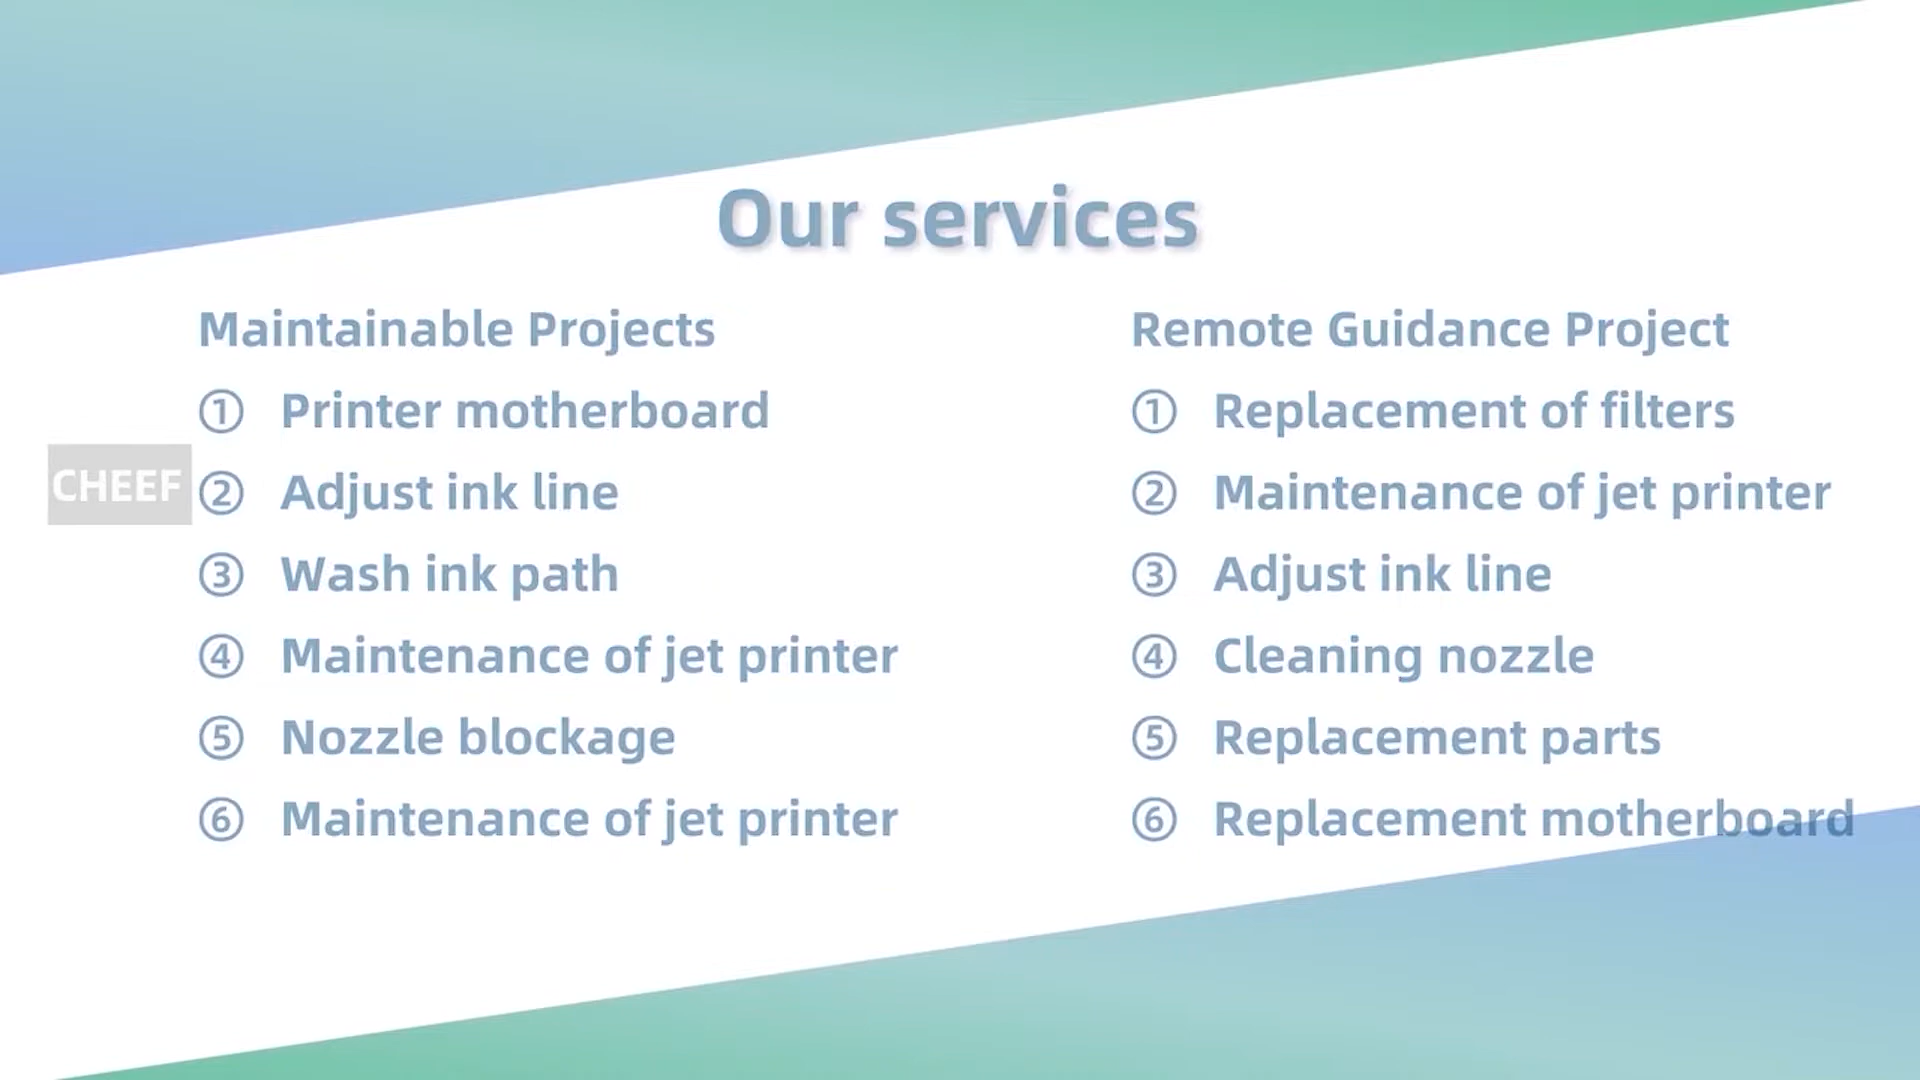 Our services
Maintainable Projects
① Printer motherboard
② Adjust ink line
③ Wash ink path
④ Maintenance of jet printer
⑤ Nozzle blockage
⑥ Maintenance of jet printer
Remote Guidance Project
① Replacement of filters
② Maintenance of jet printer
③ Adjust ink line
④ Cleaning nozzle
⑤ Replacement parts
⑥ Replacement motherboard
CHEEF